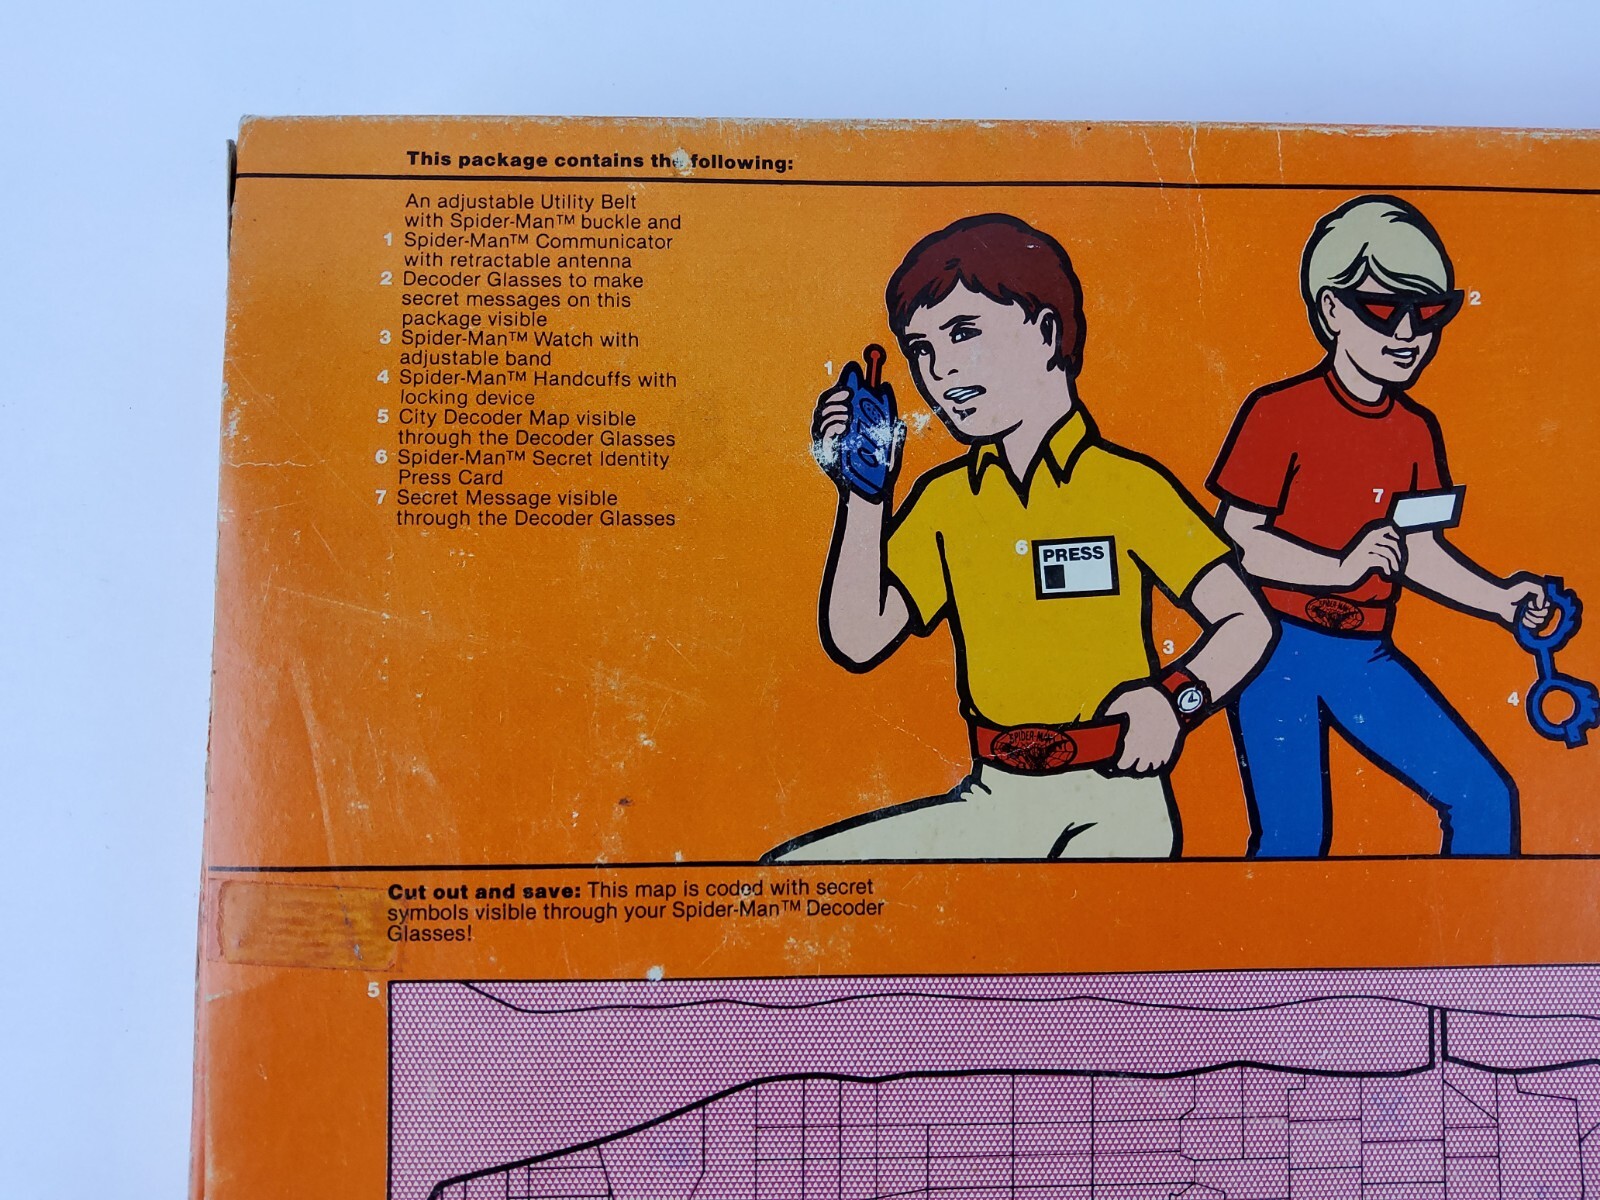 This package contains the following:
An adjustable Utility Belt
with Spider-Man™ buckle and
1 Spider-Man™ Communicator
with retractable antenna
2 Decoder Glasses to make
secret messages on this
package visible
3 Spider-Man™ Watch with
adjustable band
4 Spider-Man™ Handcuffs with
locking device
5 City Decoder Map visible
through the Decoder Glasses
6 Spider-Man™ Secret Identity
Press Card
7 Secret Message visible
through the Decoder Glasses
1
2
7
6
PRESS
3
4
SPIDER-MAN
SPIDER-MAN
Cut out and save: This map is coded with secret
symbols visible through your Spider-Man™ Decoder
Glasses!
5